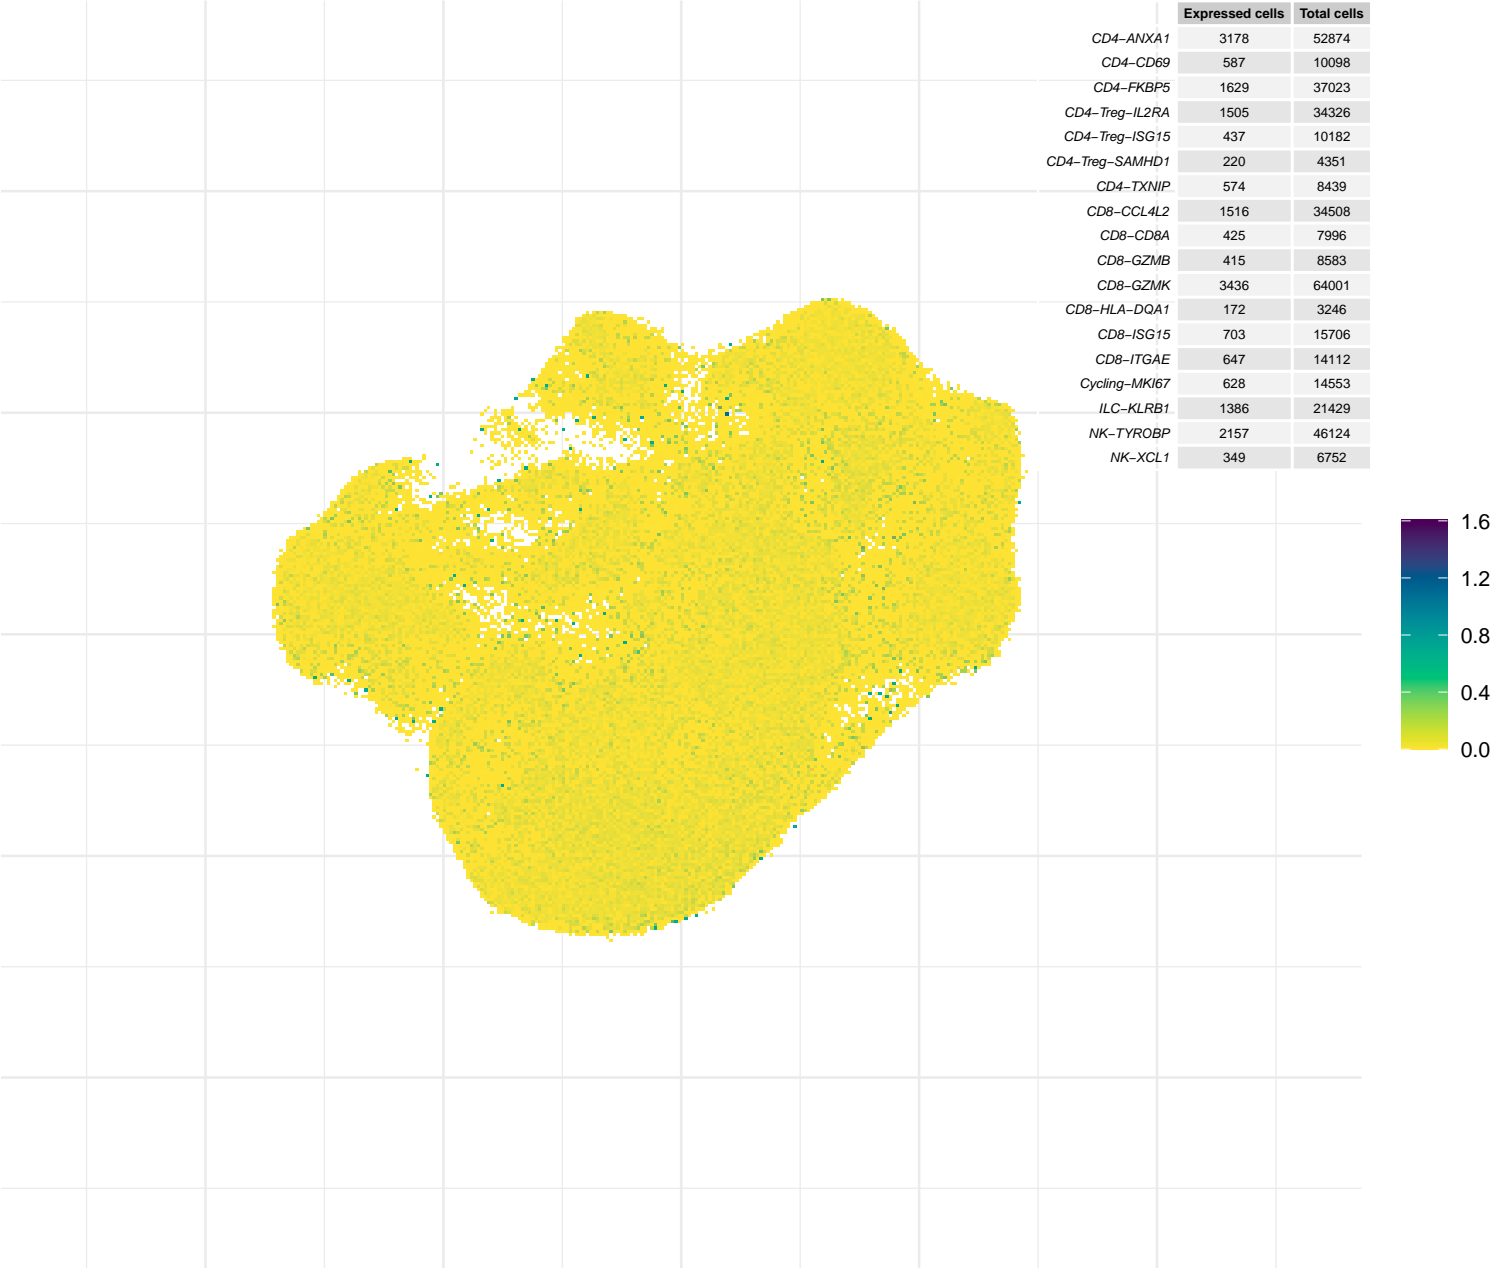 Expressed cells Total cells
CD4−ANXA1 3178 52874
CD4−CD69 587 10098
CD4−FKBP5 1629 37023
CD4−Treg−IL2RA 1505 34326
CD4−Treg−ISG15 437 10182
CD4−Treg−SAMHD1 220 4351
CD4−TXNIP 574 8439
CD8−CCL4L2 1516 34508
CD8−CD8A 425 7996
CD8−GZMB 415 8583
CD8−GZMK 3436 64001
CD8−HLA−DQA1 172 3246
CD8−ISG15 703 15706
CD8−ITGAE 647 14112
Cycling−MKI67 628 14553
ILC−KLRB1 1386 21429
NK−TYROBP 2157 46124
NK−XCL1 349 6752
1.6
1.2
0.8
0.4
0.0